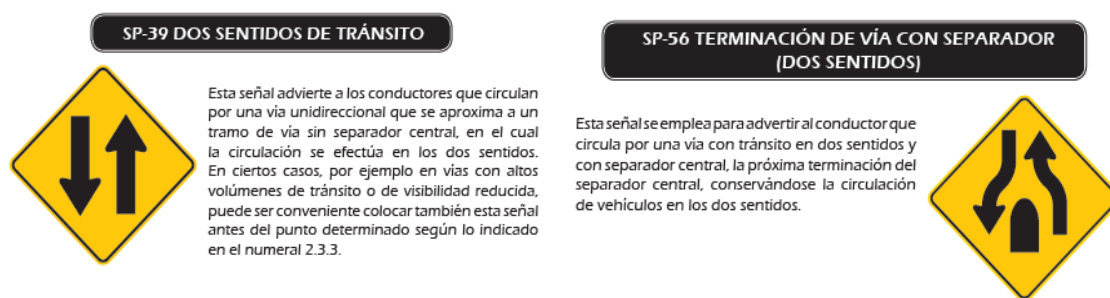 SP-39 DOS SENTIDOS DE TRÁNSITO
Esta señal advierte a los conductores que circulan
por una vía unidireccional que se aproxima a un
tramo de vía sin separador central, en el cual
la circulación se efectúa en los dos sentidos.
En ciertos casos, por ejemplo en vías con altos
volúmenes de tránsito o de visibilidad reducida,
puede ser conveniente colocar también esta señal
antes del punto determinado según lo indicado
en el numeral 2.3.3.
SP-56 TERMINACIÓN DE VÍA CON SEPARADOR
(DOS SENTIDOS)
Esta señal se emplea para advertir al conductor que
circula por una vía con tránsito en dos sentidos y
con separador central, la próxima terminación del
separador central, conservándose la circulación
de vehículos en los dos sentidos.